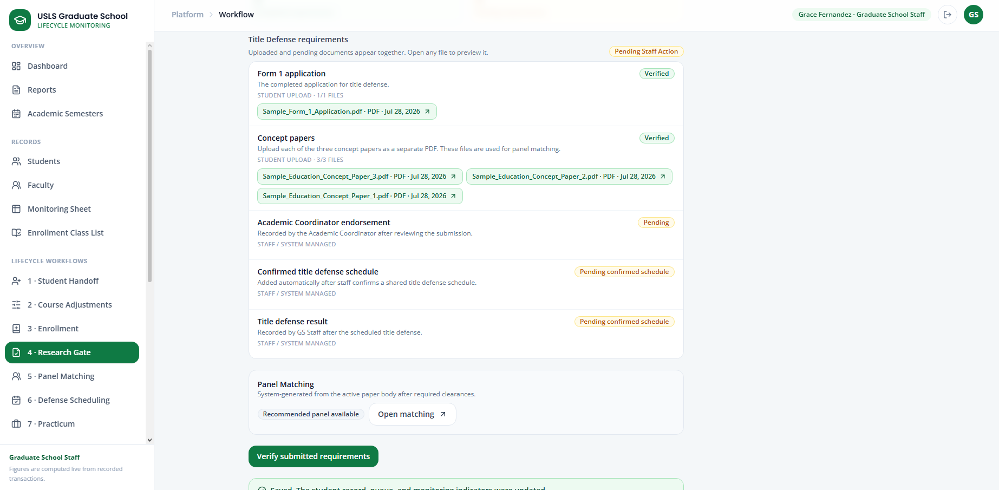 USLS Graduate School
LIFECYCLE MONITORING
OVERVIEW
Dashboard
Reports
Academic Semesters
RECORDS
Students
Faculty
Monitoring Sheet
Enrollment Class List
LIFECYCLE WORKFLOWS
1 · Student Handoff
2 · Course Adjustments
3 · Enrollment
4 · Research Gate
5 · Panel Matching
6 · Defense Scheduling
7 · Practicum
Graduate School Staff
Figures are computed live from recorded
transactions.
Platform > Workflow
Grace Fernandez · Graduate School Staff
GS
Title Defense requirements
Uploaded and pending documents appear together. Open any file to preview it.
Pending Staff Action
Form 1 application
Verified
The completed application for title defense.
STUDENT UPLOAD · 1/1 FILES
Sample_Form_1_Application.pdf · PDF · Jul 28, 2026
Concept papers
Verified
Upload each of the three concept papers as a separate PDF. These files are used for panel matching.
STUDENT UPLOAD · 3/3 FILES
Sample_Education_Concept_Paper_3.pdf · PDF · Jul 28, 2026
Sample_Education_Concept_Paper_2.pdf · PDF · Jul 28, 2026
Sample_Education_Concept_Paper_1.pdf · PDF · Jul 28, 2026
Academic Coordinator endorsement
Pending
Recorded by the Academic Coordinator after reviewing the submission.
STAFF / SYSTEM MANAGED
Confirmed title defense schedule
Pending confirmed schedule
Added automatically after staff confirms a shared title defense schedule.
STAFF / SYSTEM MANAGED
Title defense result
Pending confirmed schedule
Recorded by GS Staff after the scheduled title defense.
STAFF / SYSTEM MANAGED
Panel Matching
System-generated from the active paper body after required clearances.
Recommended panel available
Open matching
Verify submitted requirements
Saved. The student record, queue, and monitoring indicators were updated.